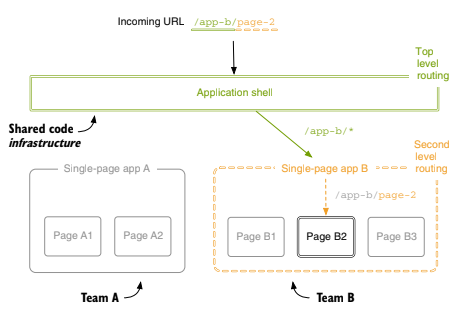 Incoming URL /app-b/page-2
Top
level
routing
Application shell
Shared code
infrastructure
/app-b/*
Second
level
routing
Single-page app A
Single-page app B
/app-b/page-2
Page A1
Page A2
Page B1
Page B2
Page B3
Team A
Team B